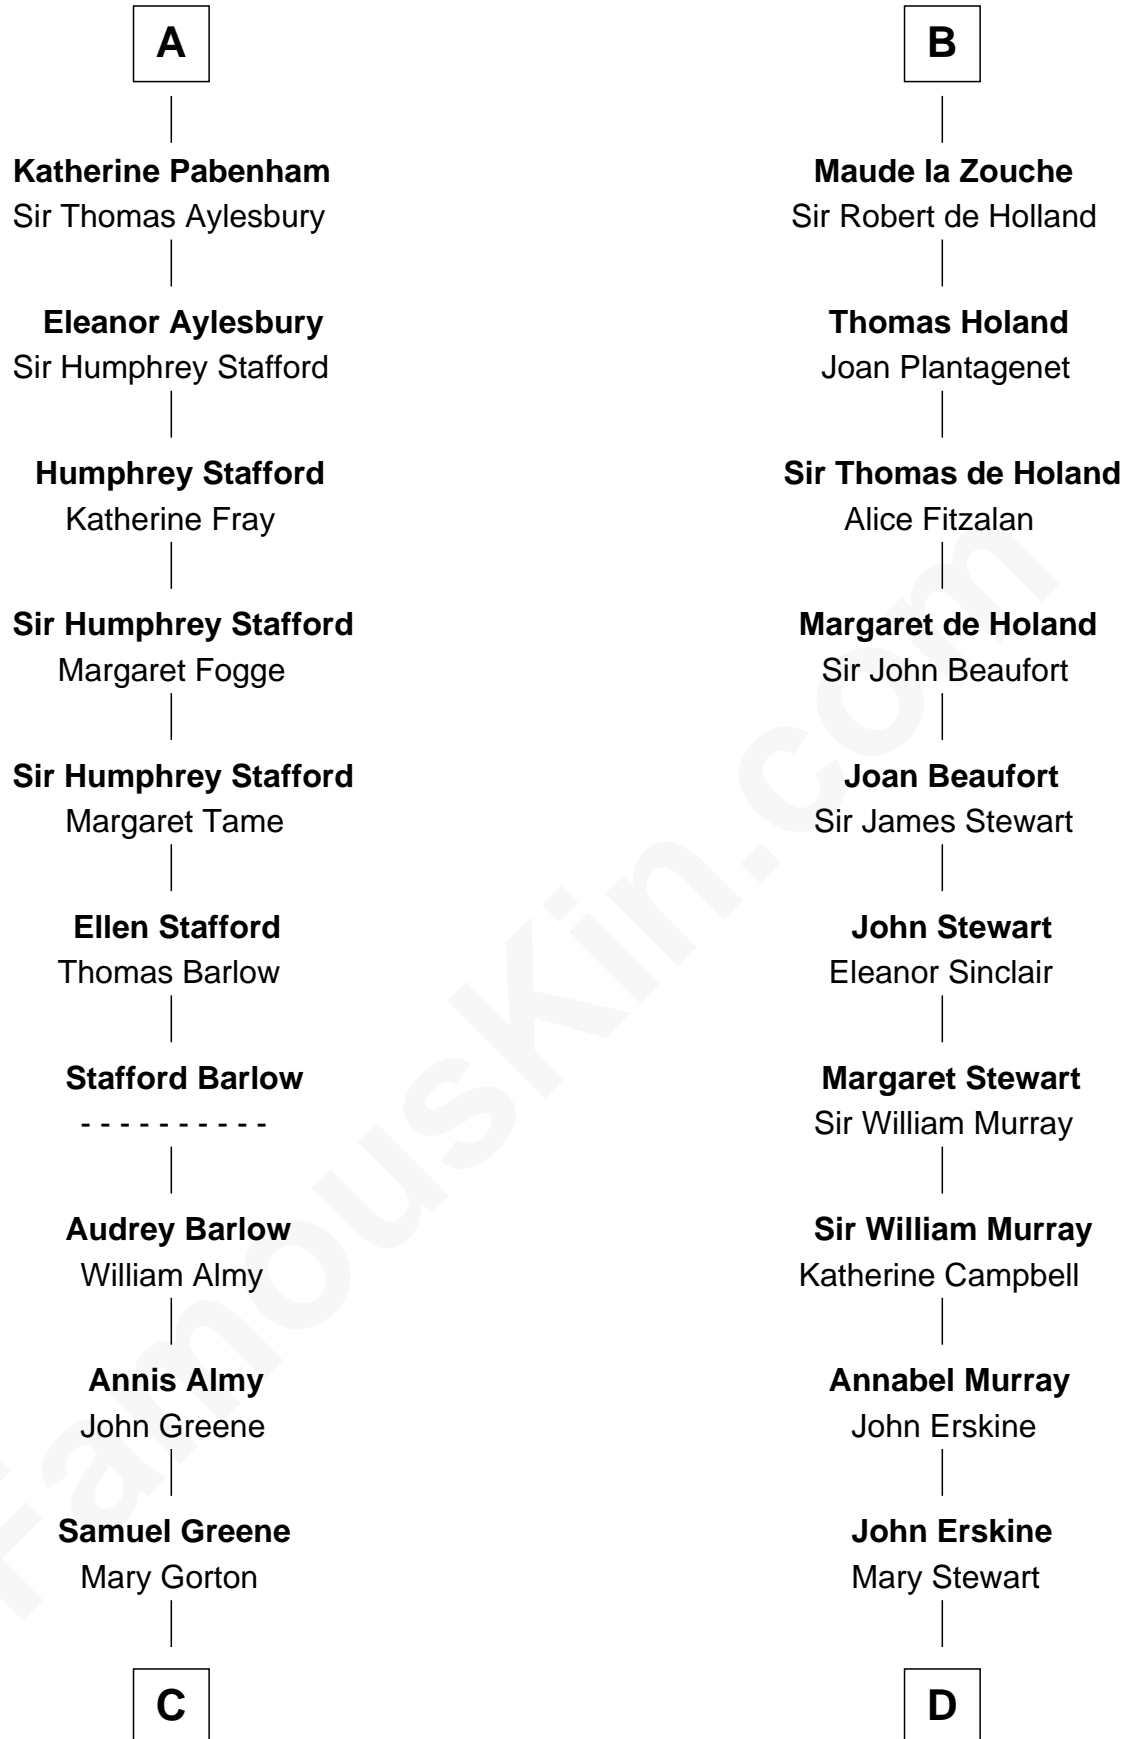 A
Katherine Pabenham
Sir Thomas Aylesbury
Eleanor Aylesbury
Sir Humphrey Stafford
Humphrey Stafford
Katherine Fray
Sir Humphrey Stafford
Margaret Fogge
Sir Humphrey Stafford
Margaret Tame
Ellen Stafford
Thomas Barlow
Stafford Barlow
- - - - - - - - - -
Audrey Barlow
William Almy
Annis Almy
John Greene
Samuel Greene
Mary Gorton
C
B
Maude la Zouche
Sir Robert de Holland
Thomas Holand
Joan Plantagenet
Sir Thomas de Holand
Alice Fitzalan
Margaret de Holand
Sir John Beaufort
Joan Beaufort
Sir James Stewart
John Stewart
Eleanor Sinclair
Margaret Stewart
Sir William Murray
Sir William Murray
Katherine Campbell
Annabel Murray
John Erskine
John Erskine
Mary Stewart
D
FamousKin.com